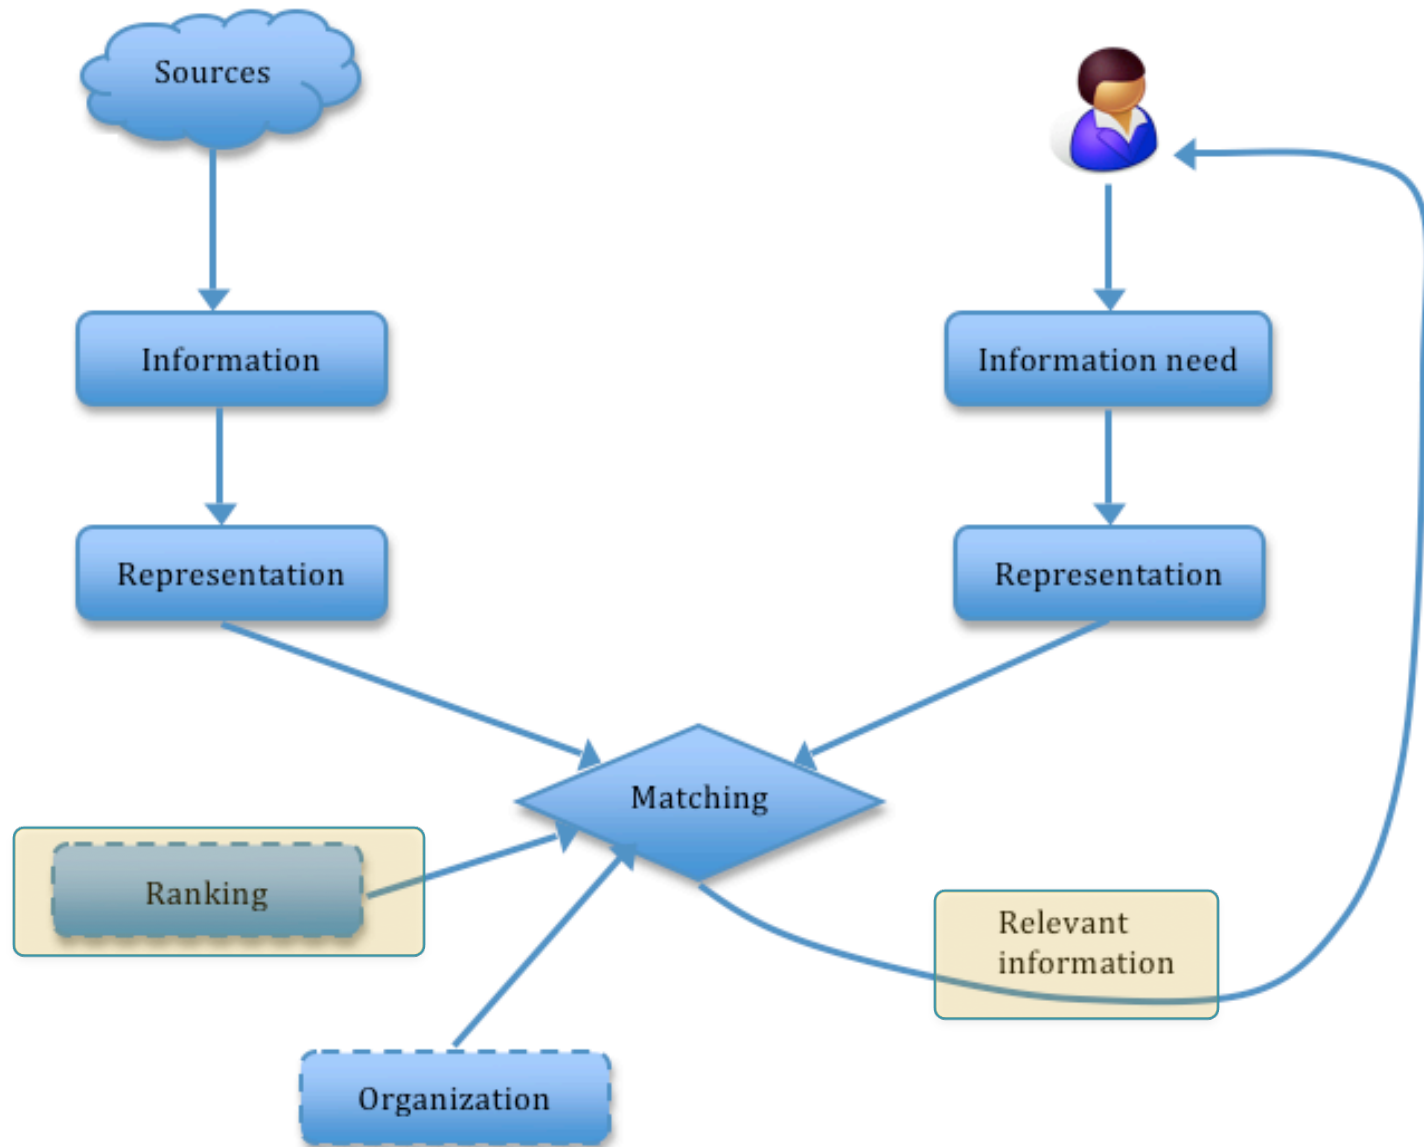 Sources
Information
Information need
Representation
Representation
Matching
Ranking
Relevant
information
Organization